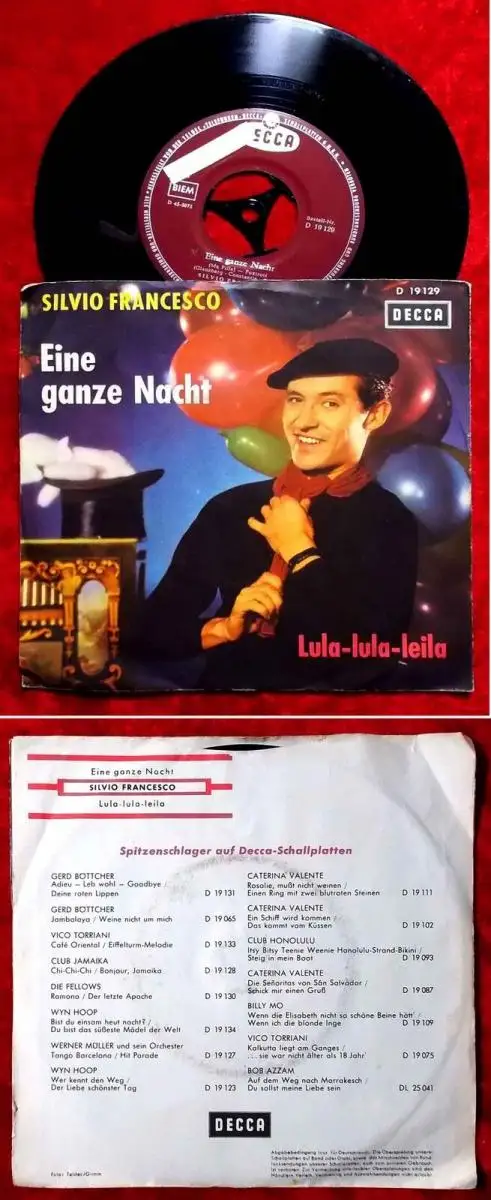 DECCA
BIEM
D 45-5075
Bestell-Nr.
D 19 129
Eine ganze Nacht
(Ma Fille) - Foxtrott
SILVIO FRANCESCO
D 19129
DECCA
Eine
ganze Nacht
Lula-lula-leila
Eine ganze Nacht
SILVIO FRANCESCO
Lula-lula-leila
Spitzenschlager auf Decca-Schallplatten
GERD BÖTTCHER
Adieu – Leb wohl – Goodbye /
Deine roten Lippen D 19 131
GERD BÖTTCHER
Jambalaya / Weine nicht um mich D 19 065
VICO TORRIANI
Café Oriental / Eiffelturm-Melodie D 19 133
CLUB JAMAIKA
Chi-Chi-Chi / Bonjour, Jamaika D 19 128
DIE FELLOWS
Ramona / Der letzte Apache D 19 130
WYN HOOP
Bist du einsam heut nacht? /
Du bist das süßeste Mädel der Welt D 19 134
WERNER MÜLLER und sein Orchester
Tango Barcelona / Hit Parade D 19 127
WYN HOOP
Wer kennt den Weg /
Der Liebe schönster Tag D 19 123
CATERINA VALENTE
Rosalie, mußt nicht weinen /
Einen Ring mit zwei blutroten Steinen D 19 111
CATERINA VALENTE
Ein Schiff wird kommen /
Das kommt vom Küssen D 19 102
CLUB HONOLULU
Itsy Bitsy Teenie Weenie Honolulu-Strand-Bikini /
Steig in mein Boot D 19 093
CATERINA VALENTE
Die Señoritas von São Salvador /
Schick mir einen Gruß D 19 087
BILLY MO
Wenn die Elisabeth nicht so schöne Beine hätt' /
Wenn ich die blonde Inge D 19 109
VICO TORRIANI
Kalkutta liegt am Ganges /
... sie war nicht älter als 18 Jahr' D 19 075
BOB AZZAM
Auf dem Weg nach Marrakesch /
Du sollst meine Liebe sein DL 25 041
DECCA